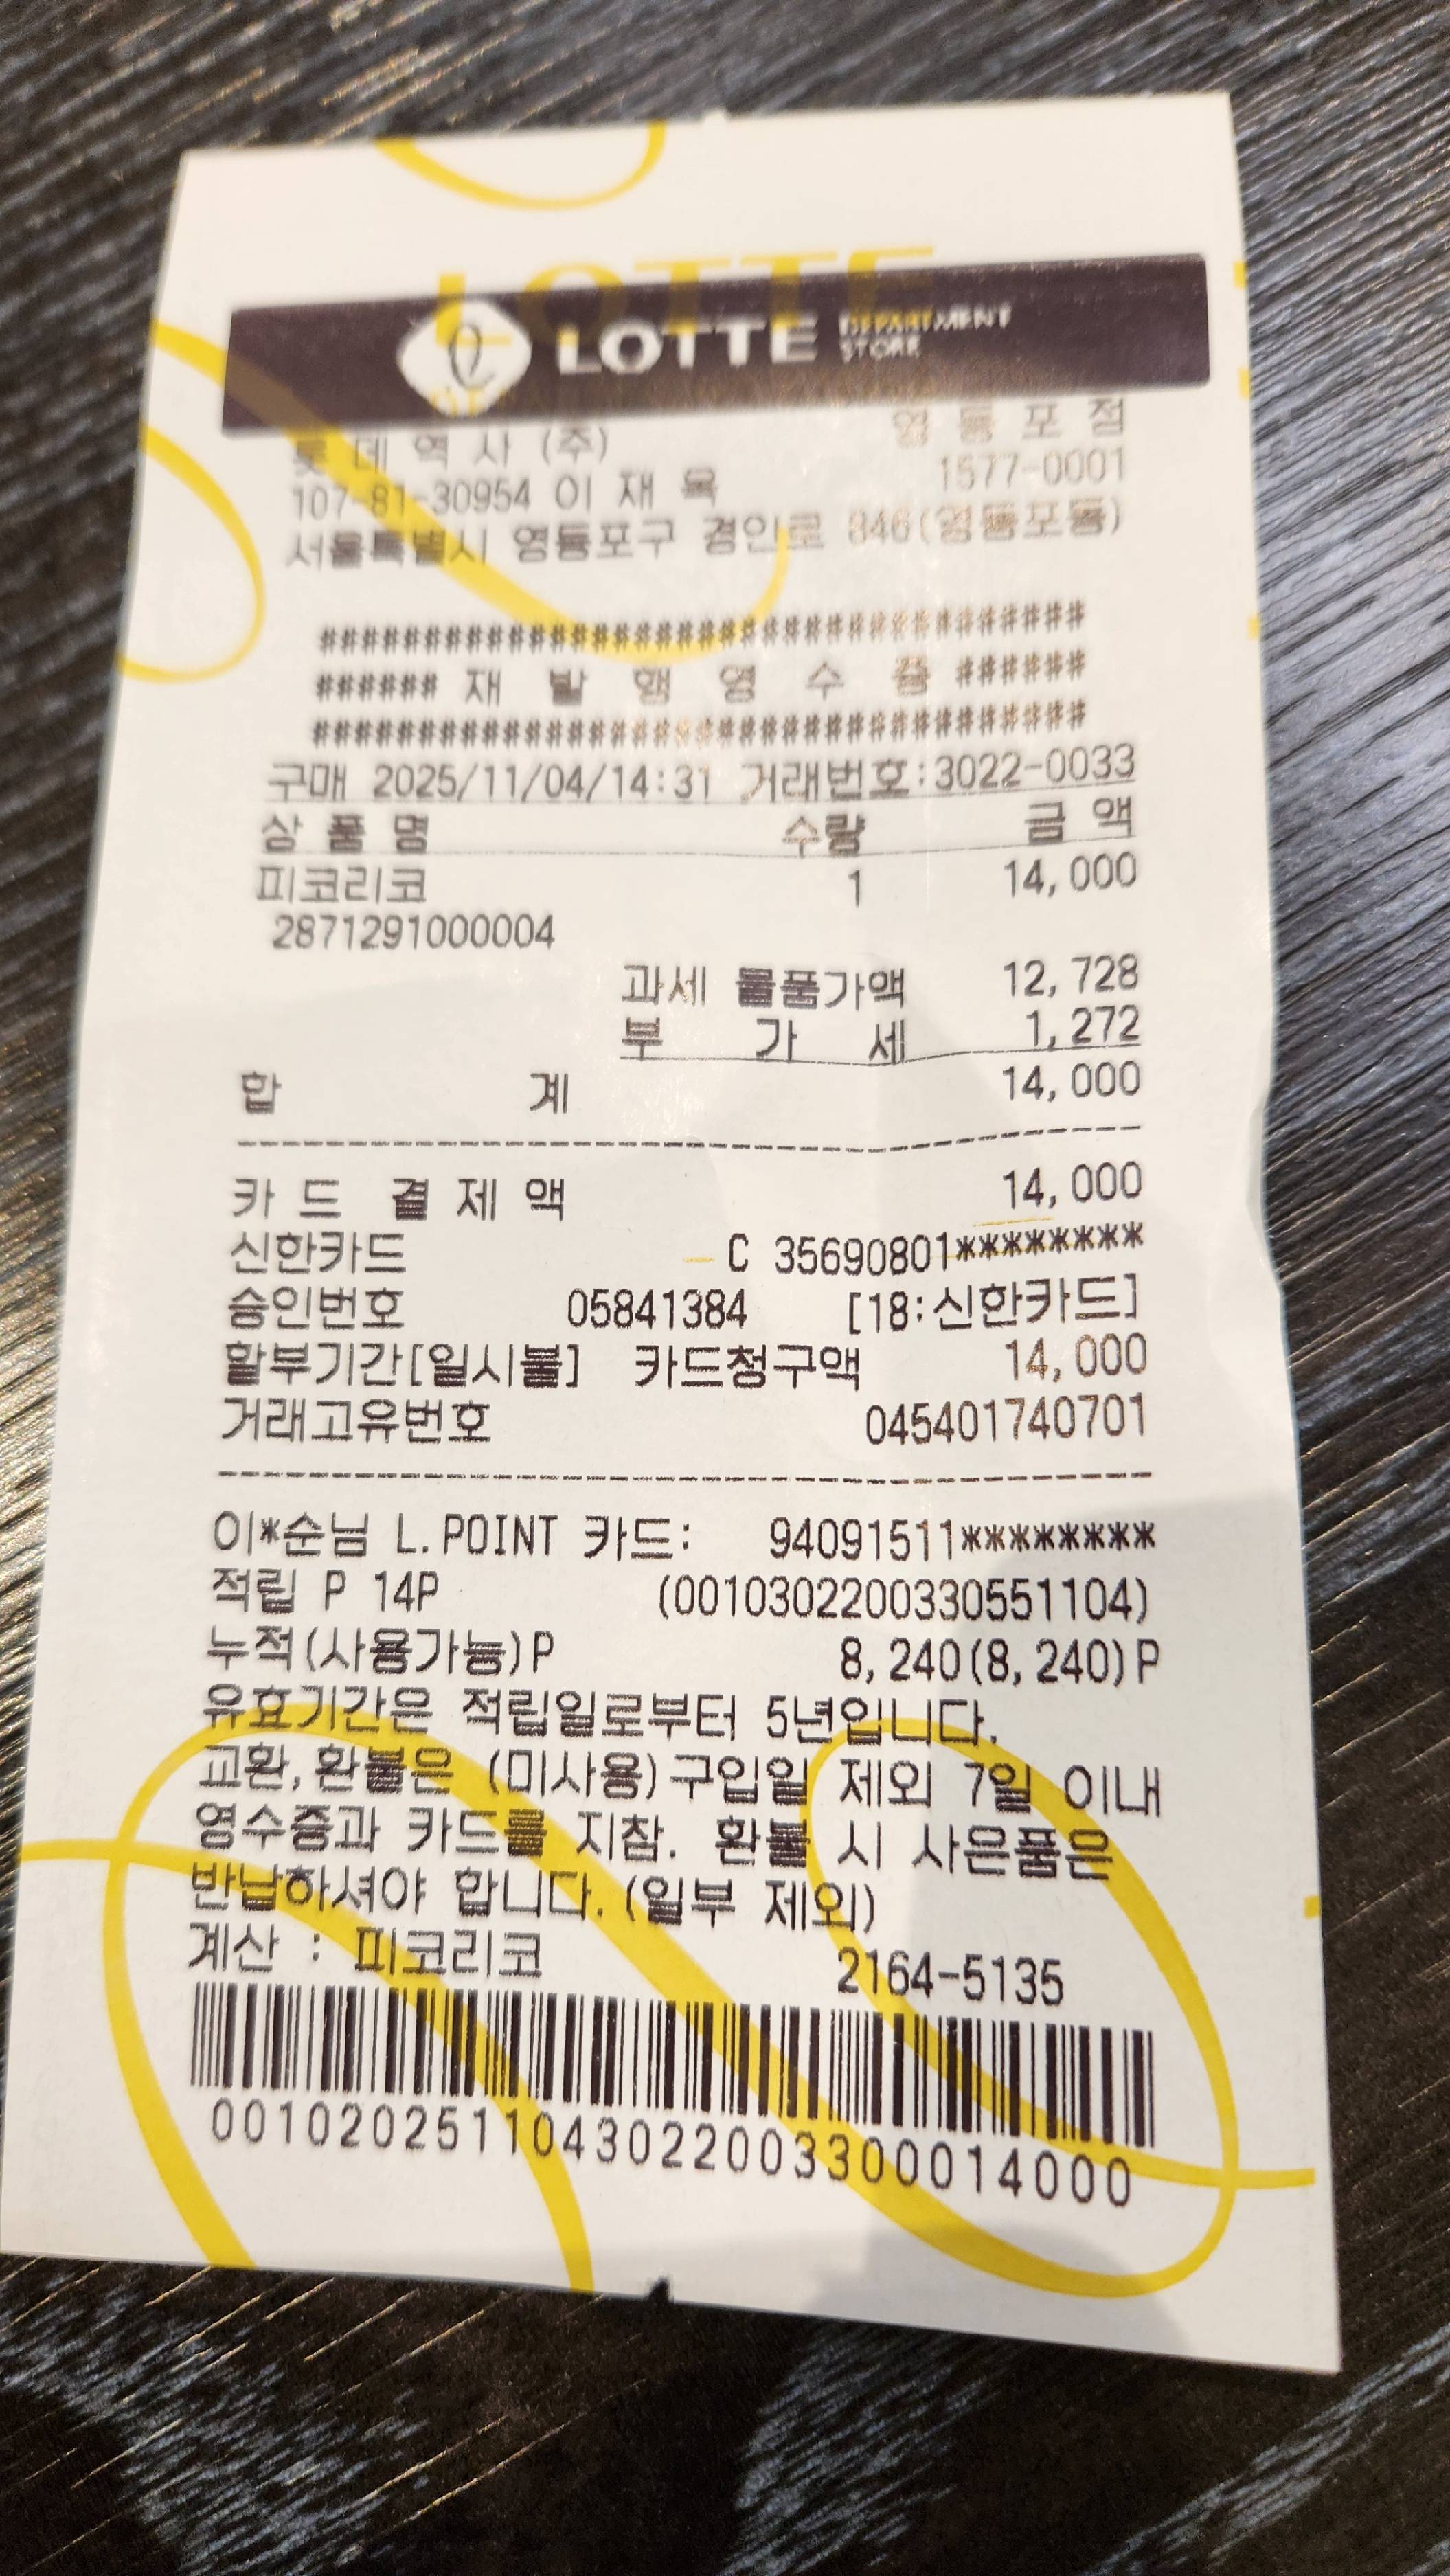 LOTTE
LOTTE DEPARTMENT STORE
롯데역사(주) 영등포점
107-81-30954 이재옥 1577-0001
서울특별시 영등포구 경인로 846(영등포동)
####################################
###### 재 발 행 영 수 증 ######
####################################
구매 2025/11/04/14:31 거래번호:3022-0033
상 품 명 수량 금 액
피코리코 1 14,000
2871291000004
과세 물품가액 12,728
부 가 세 1,272
합 계 14,000
카 드 결 제 액 14,000
신한카드 C 35690801********
승인번호 05841384 [18:신한카드]
할부기간[일시불] 카드청구액 14,000
거래고유번호 045401740701
이*순님 L.POINT 카드: 94091511********
적립 P 14P (00103022003305511​04)
누적(사용가능)P 8,240(8,240)P
유효기간은 적립일로부터 5년입니다.
교환,환불은 (미사용)구입일 제외 7일 이내
영수증과 카드를 지참. 환불 시 사은품은
반납하셔야 합니다.(일부 제외)
계산 : 피코리코 2164-5135
0010202511043022003300014000